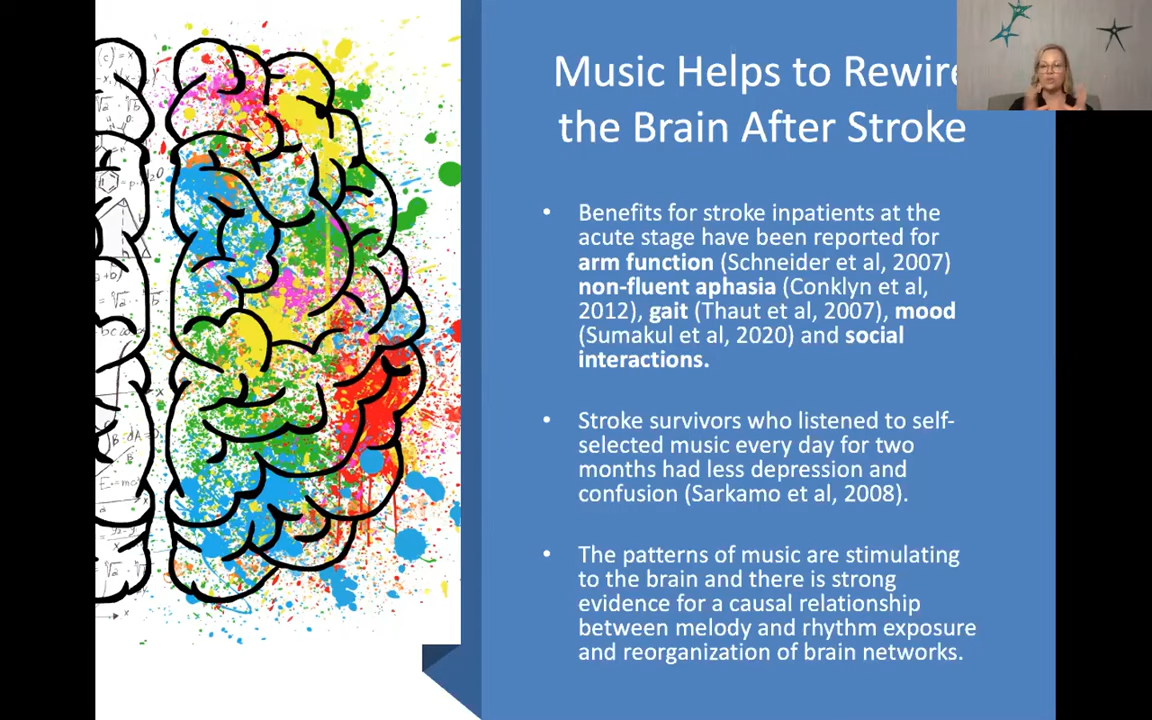 Music Helps to Rewire
the Brain After Stroke
• Benefits for stroke inpatients at the
acute stage have been reported for
arm function (Schneider et al, 2007)
non-fluent aphasia (Conklyn et al,
2012), gait (Thaut et al, 2007), mood
(Sumakul et al, 2020) and social
interactions.
• Stroke survivors who listened to self-
selected music every day for two
months had less depression and
confusion (Sarkamo et al, 2008).
• The patterns of music are stimulating
to the brain and there is strong
evidence for a causal relationship
between melody and rhythm exposure
and reorganization of brain networks.